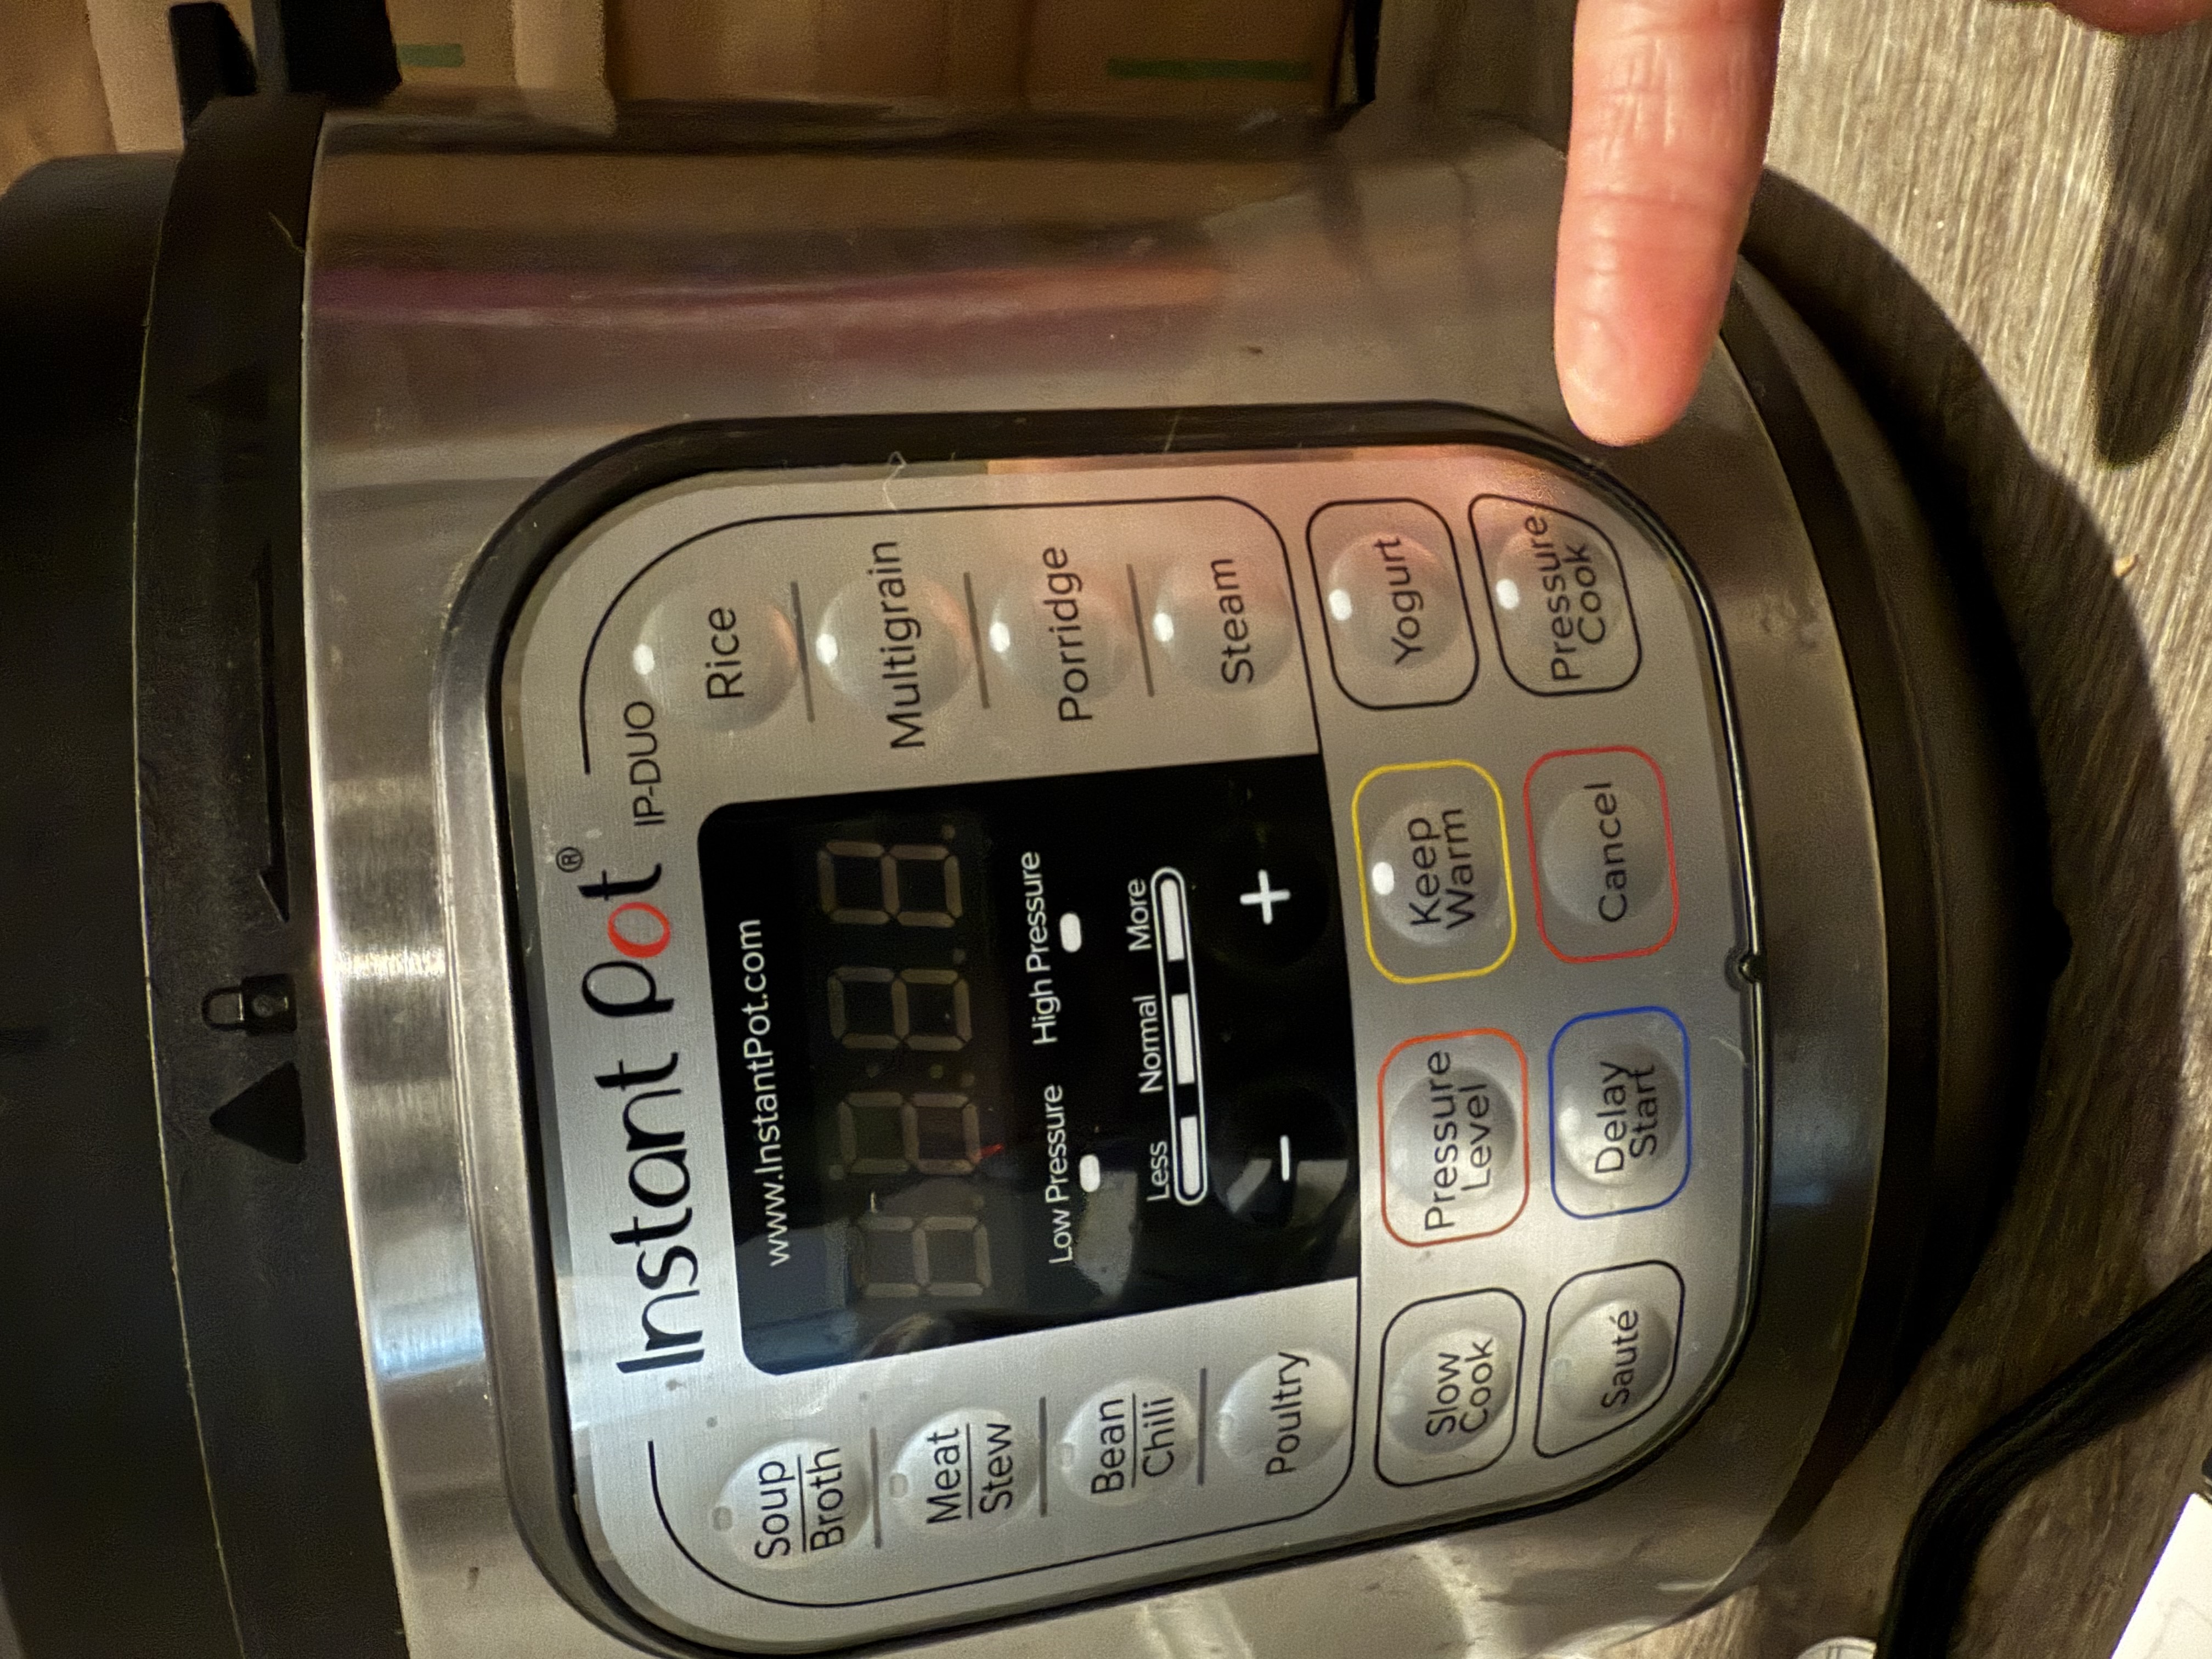 Instant Pot® IP-DUO
www.InstantPot.com
Soup
Broth
Meat
Stew
Bean
Chili
Poultry
Low Pressure High Pressure
Less Normal More
- +
Rice
Multigrain
Porridge
Steam
Slow
Cook
Pressure
Level
Keep
Warm
Yogurt
Sauté
Delay
Start
Cancel
Pressure
Cook